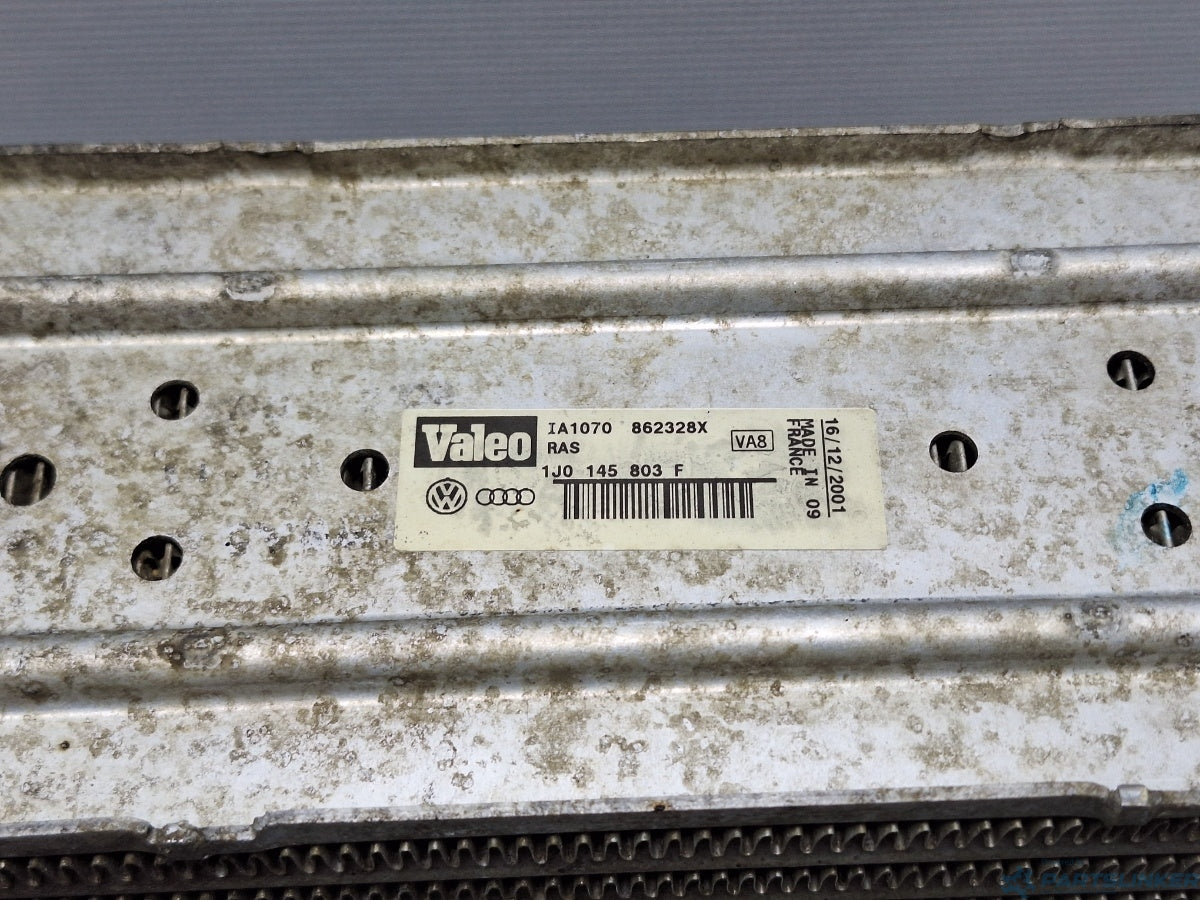 Valeo
IA1070 862328X
RAS
VA8
1J0 145 803 F
16/12/2001
MADE IN 09
FRANCE